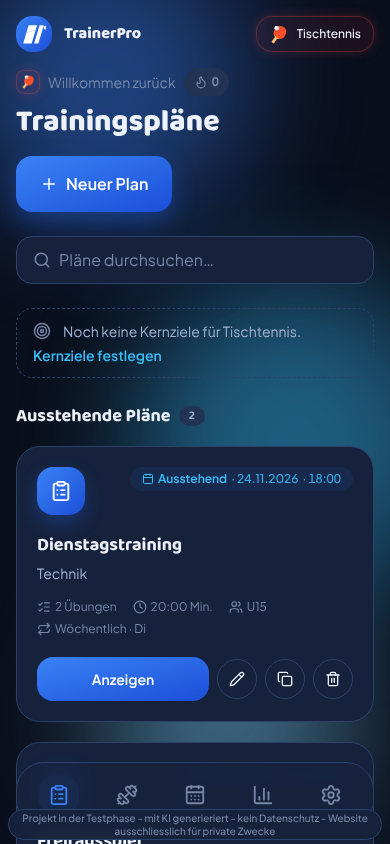 TrainerPro
Tischtennis
Willkommen zurück
0
Trainingspläne
Neuer Plan
Pläne durchsuchen...
Noch keine Kernziele für Tischtennis.
Kernziele festlegen
Ausstehende Pläne 2
Ausstehend · 24.11.2026 · 18:00
Dienstagstraining
Technik
2 Übungen 20:00 Min. U15
Wöchentlich · Di
Anzeigen
Projekt in der Testphase – mit KI generieriert – kein Datenschutz – Website
ausschliesslich für private Zwecke